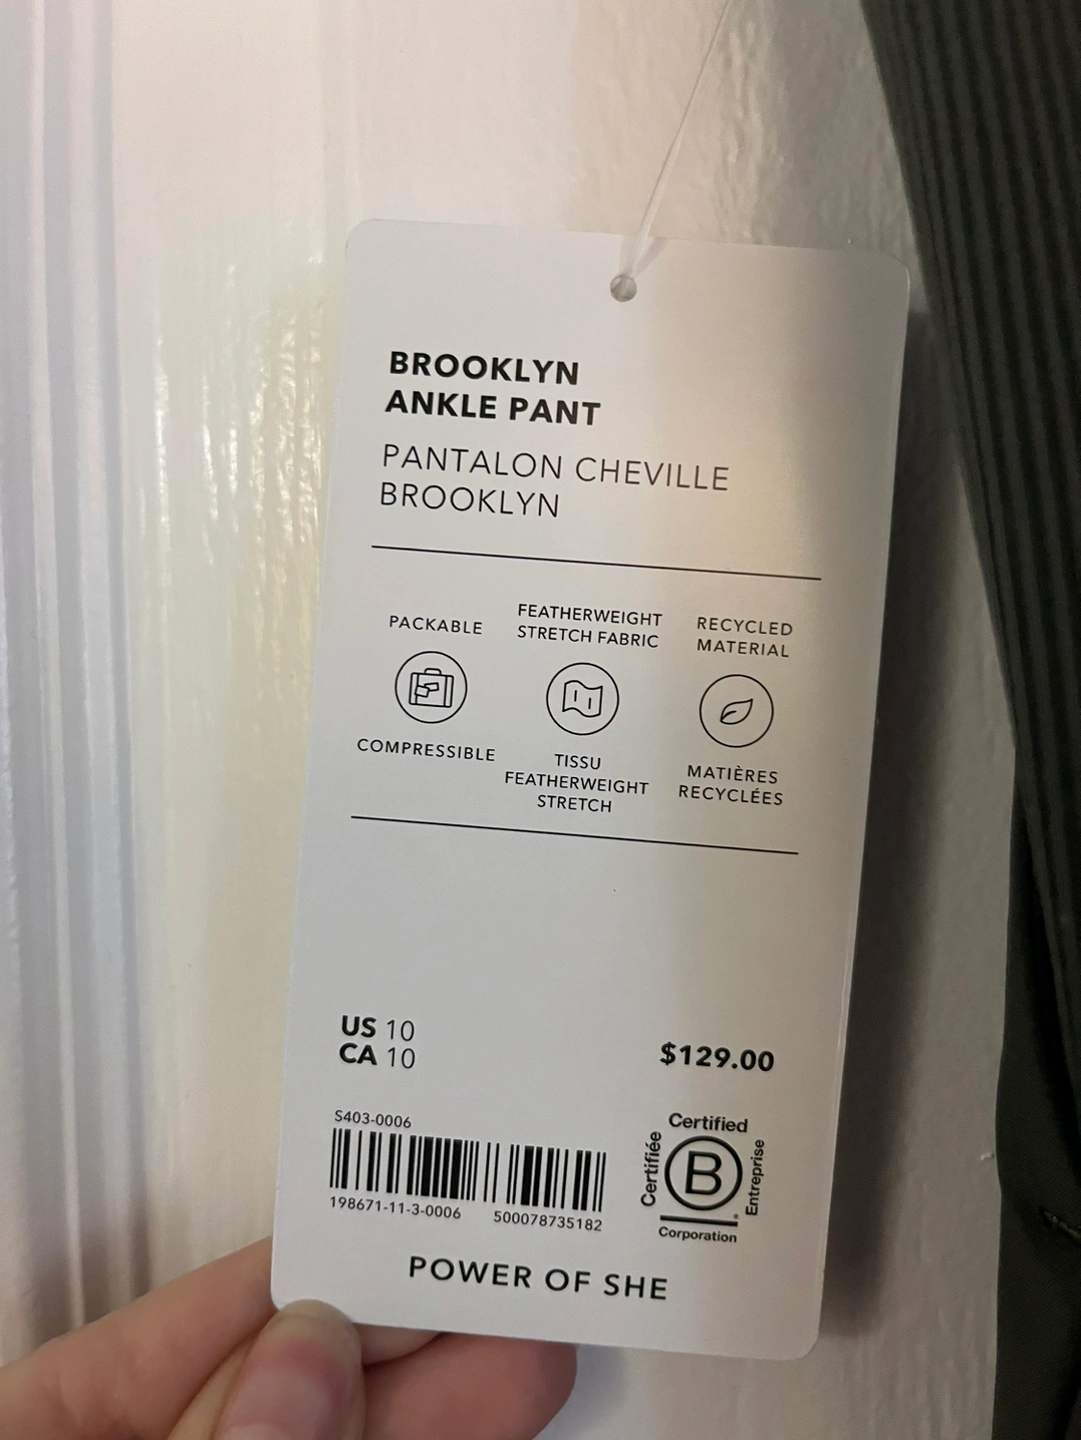 BROOKLYN
ANKLE PANT
PANTALON CHEVILLE
BROOKLYN
PACKABLE
COMPRESSIBLE
FEATHERWEIGHT
STRETCH FABRIC
TISSU
FEATHERWEIGHT
STRETCH
RECYCLED
MATERIAL
MATIÈRES
RECYCLÉES
US 10
CA 10
$129.00
S403-0006
198671-11-3-0006 500078735182
Certified
Certifiée
B
Entreprise
®
Corporation
POWER OF SHE